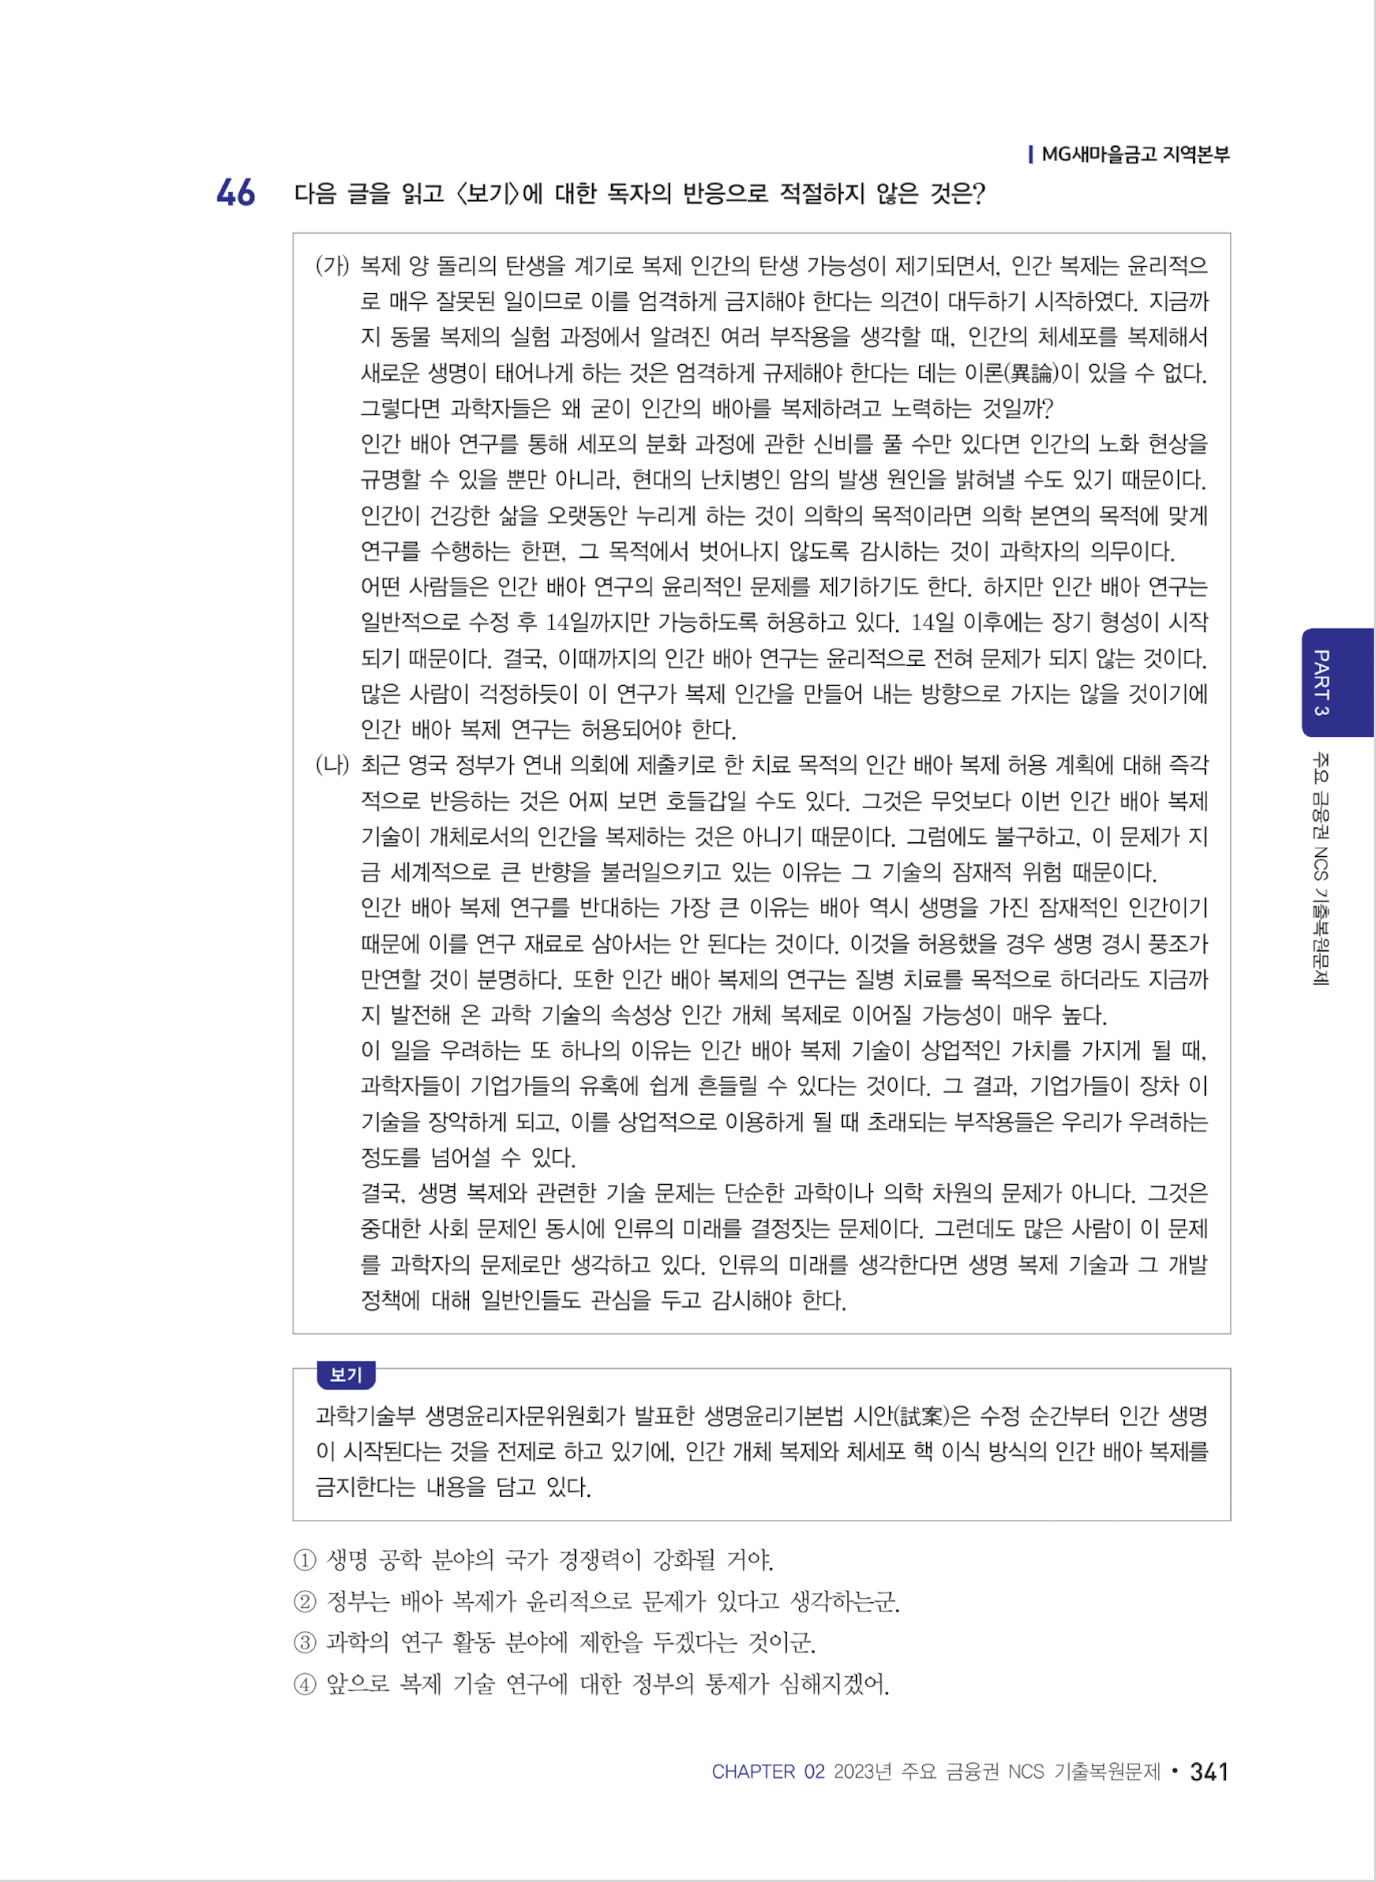 MG새마을금고 지역본부
46 다음 글을 읽고 〈보기〉에 대한 독자의 반응으로 적절하지 않은 것은?
(가) 복제 양 돌리의 탄생을 계기로 복제 인간의 탄생 가능성이 제기되면서, 인간 복제는 윤리적으
로 매우 잘못된 일이므로 이를 엄격하게 금지해야 한다는 의견이 대두하기 시작하였다. 지금까
지 동물 복제의 실험 과정에서 알려진 여러 부작용을 생각할 때, 인간의 체세포를 복제해서
새로운 생명이 태어나게 하는 것은 엄격하게 규제해야 한다는 데는 이론(異論)이 있을 수 없다.
그렇다면 과학자들은 왜 굳이 인간의 배아를 복제하려고 노력하는 것일까?
인간 배아 연구를 통해 세포의 분화 과정에 관한 신비를 풀 수만 있다면 인간의 노화 현상을
규명할 수 있을 뿐만 아니라, 현대의 난치병인 암의 발생 원인을 밝혀낼 수도 있기 때문이다.
인간이 건강한 삶을 오랫동안 누리게 하는 것이 의학의 목적이라면 의학 본연의 목적에 맞게
연구를 수행하는 한편, 그 목적에서 벗어나지 않도록 감시하는 것이 과학자의 의무이다.
어떤 사람들은 인간 배아 연구의 윤리적인 문제를 제기하기도 한다. 하지만 인간 배아 연구는
일반적으로 수정 후 14일까지만 가능하도록 허용하고 있다. 14일 이후에는 장기 형성이 시작
되기 때문이다. 결국, 이때까지의 인간 배아 연구는 윤리적으로 전혀 문제가 되지 않는 것이다.
많은 사람이 걱정하듯이 이 연구가 복제 인간을 만들어 내는 방향으로 가지는 않을 것이기에
인간 배아 복제 연구는 허용되어야 한다.
(나) 최근 영국 정부가 연내 의회에 제출키로 한 치료 목적의 인간 배아 복제 허용 계획에 대해 즉각
적으로 반응하는 것은 어찌 보면 호들갑일 수도 있다. 그것은 무엇보다 이번 인간 배아 복제
기술이 개체로서의 인간을 복제하는 것은 아니기 때문이다. 그럼에도 불구하고, 이 문제가 지
금 세계적으로 큰 반향을 불러일으키고 있는 이유는 그 기술의 잠재적 위험 때문이다.
인간 배아 복제 연구를 반대하는 가장 큰 이유는 배아 역시 생명을 가진 잠재적인 인간이기
때문에 이를 연구 재료로 삼아서는 안 된다는 것이다. 이것을 허용했을 경우 생명 경시 풍조가
만연할 것이 분명하다. 또한 인간 배아 복제의 연구는 질병 치료를 목적으로 하더라도 지금까
지 발전해 온 과학 기술의 속성상 인간 개체 복제로 이어질 가능성이 매우 높다.
이 일을 우려하는 또 하나의 이유는 인간 배아 복제 기술이 상업적인 가치를 가지게 될 때,
과학자들이 기업가들의 유혹에 쉽게 흔들릴 수 있다는 것이다. 그 결과, 기업가들이 장차 이
기술을 장악하게 되고, 이를 상업적으로 이용하게 될 때 초래되는 부작용들은 우리가 우려하는
정도를 넘어설 수 있다.
결국, 생명 복제와 관련한 기술 문제는 단순한 과학이나 의학 차원의 문제가 아니다. 그것은
중대한 사회 문제인 동시에 인류의 미래를 결정짓는 문제이다. 그런데도 많은 사람이 이 문제
를 과학자의 문제로만 생각하고 있다. 인류의 미래를 생각한다면 생명 복제 기술과 그 개발
정책에 대해 일반인들도 관심을 두고 감시해야 한다.
보기
과학기술부 생명윤리자문위원회가 발표한 생명윤리기본법 시안(試案)은 수정 순간부터 인간 생명
이 시작된다는 것을 전제로 하고 있기에, 인간 개체 복제와 체세포 핵 이식 방식의 인간 배아 복제를
금지한다는 내용을 담고 있다.
① 생명 공학 분야의 국가 경쟁력이 강화될 거야.
② 정부는 배아 복제가 윤리적으로 문제가 있다고 생각하는군.
③ 과학의 연구 활동 분야에 제한을 두겠다는 것이군.
④ 앞으로 복제 기술 연구에 대한 정부의 통제가 심해지겠어.
PART 3
주요 금융권 NCS 기출복원문제
CHAPTER 02 2023년 주요 금융권 NCS 기출복원문제 • 341